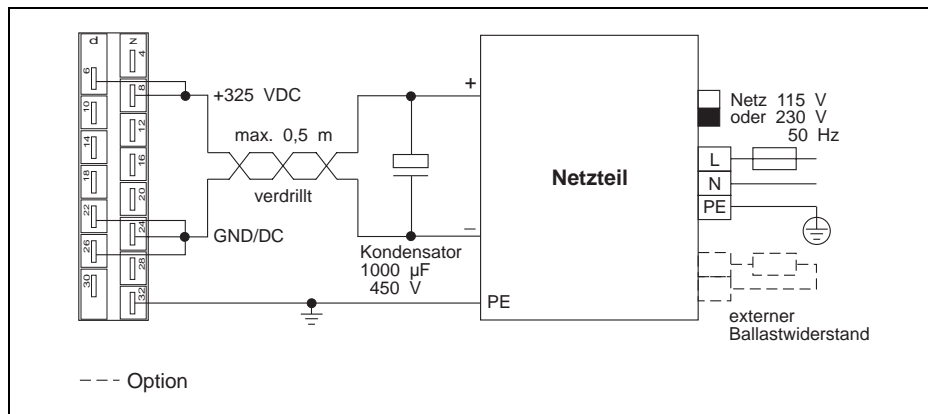 d
z
4
6
8
10
12
14
16
18
20
22
24
26
28
30
32
+325 VDC
max. 0,5 m
verdrillt
GND/DC
+
–
Kondensator
1000 µF
450 V
Netzteil
PE
Netz 115 V
oder 230 V
50 Hz
L
N
PE
externer
Ballastwiderstand
Option